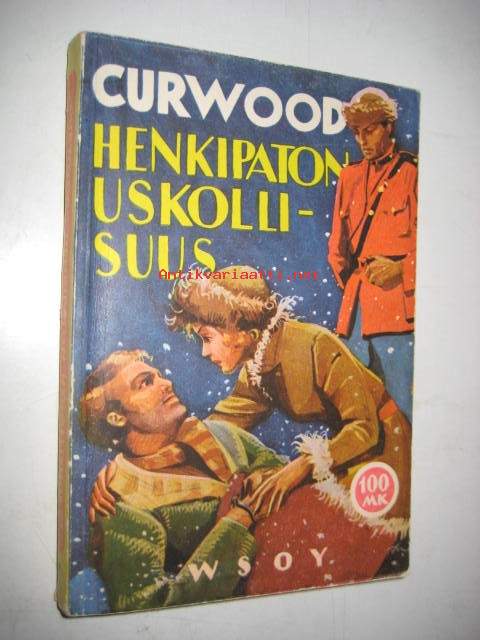 CURWOOD
HENKIPATON
USKOLLI-
SUUS
Antikvariaatti.net
100
MK
WSOY